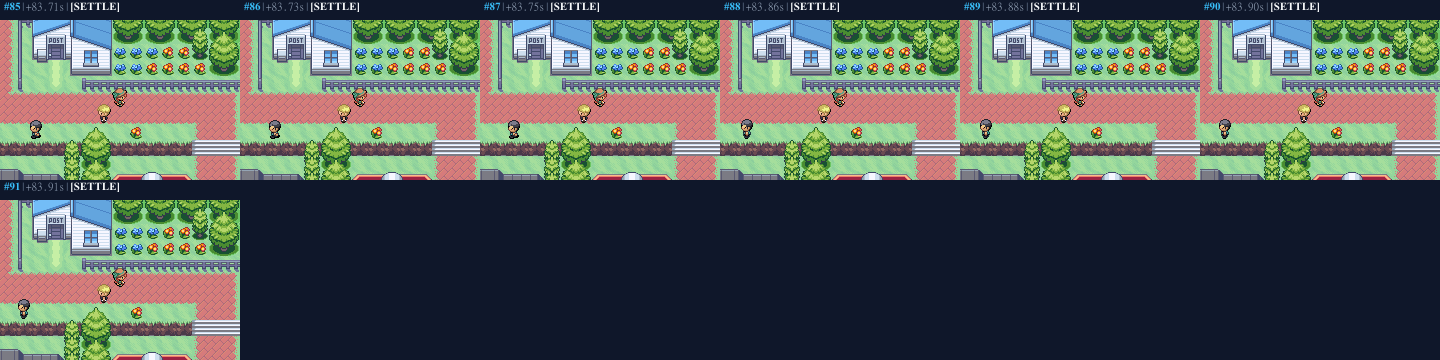 #85|+83.71s|[SETTLE]
#86|+83.73s|[SETTLE]
#87|+83.75s|[SETTLE]
#88|+83.86s|[SETTLE]
#89|+83.88s|[SETTLE]
#90|+83.90s|[SETTLE]
POST
POST
POST
POST
POST
POST
#91|+83.91s|[SETTLE]
POST